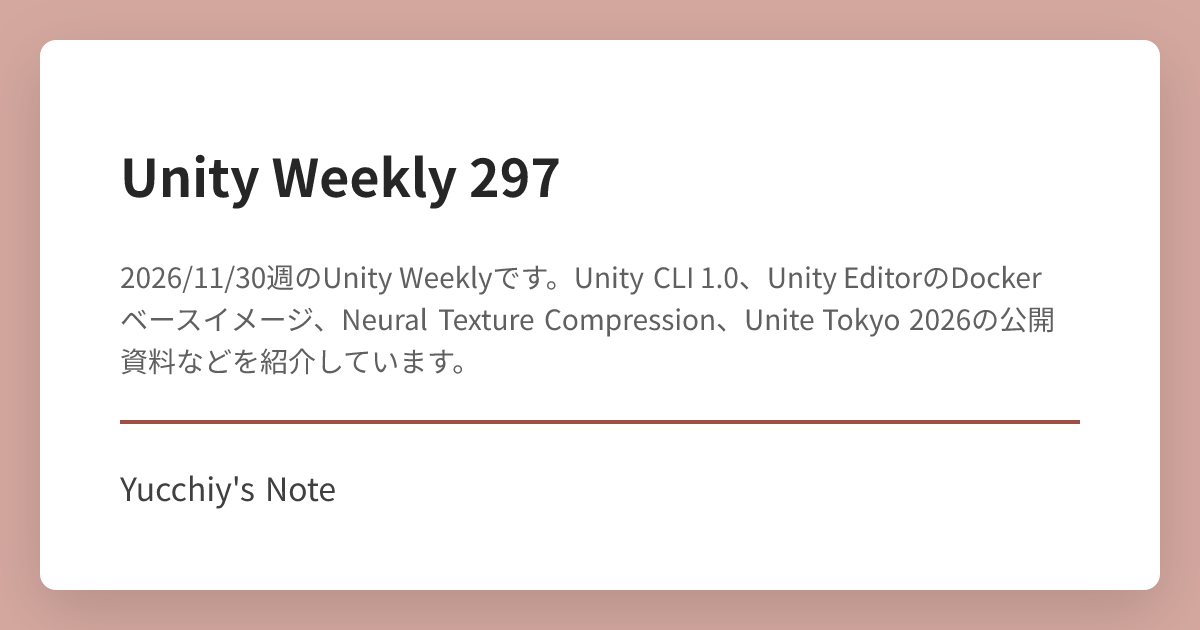 Unity Weekly 297
2026/11/30週のUnity Weeklyです。Unity CLI 1.0、Unity EditorのDocker
ベースイメージ、Neural Texture Compression、Unite Tokyo 2026の公開
資料などを紹介しています。
Yucchiy's Note